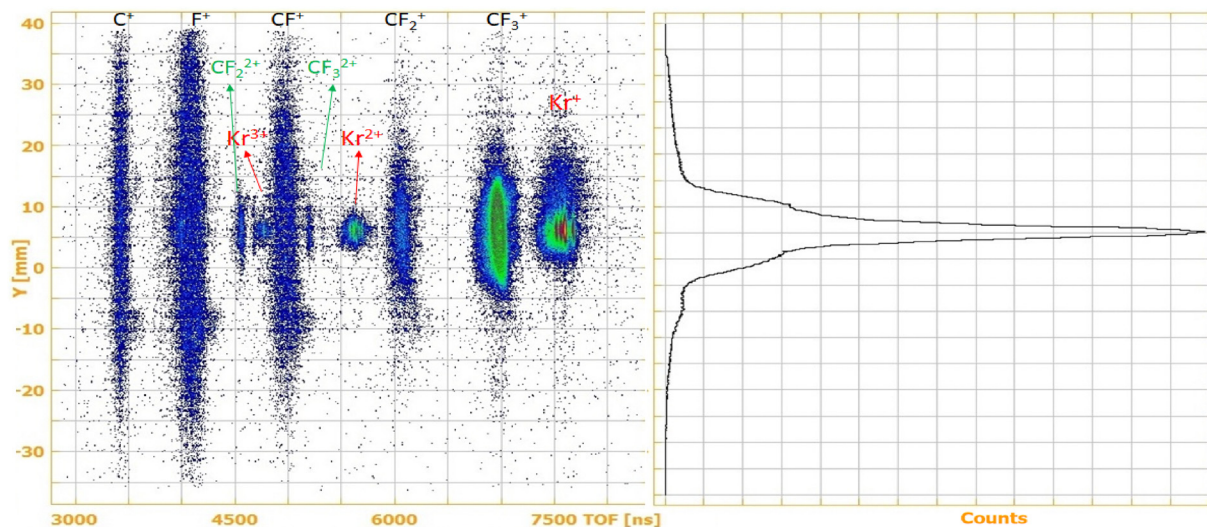 C⁺ F⁺ CF⁺ CF₂⁺ CF₃⁺
40
CF₂²⁺ CF₃²⁺
30
Kr⁺
20
Kr³⁺ Kr²⁺
10
0
Y [mm]
-10
-20
-30
3000 4500 6000 7500 TOF [ns]
Counts